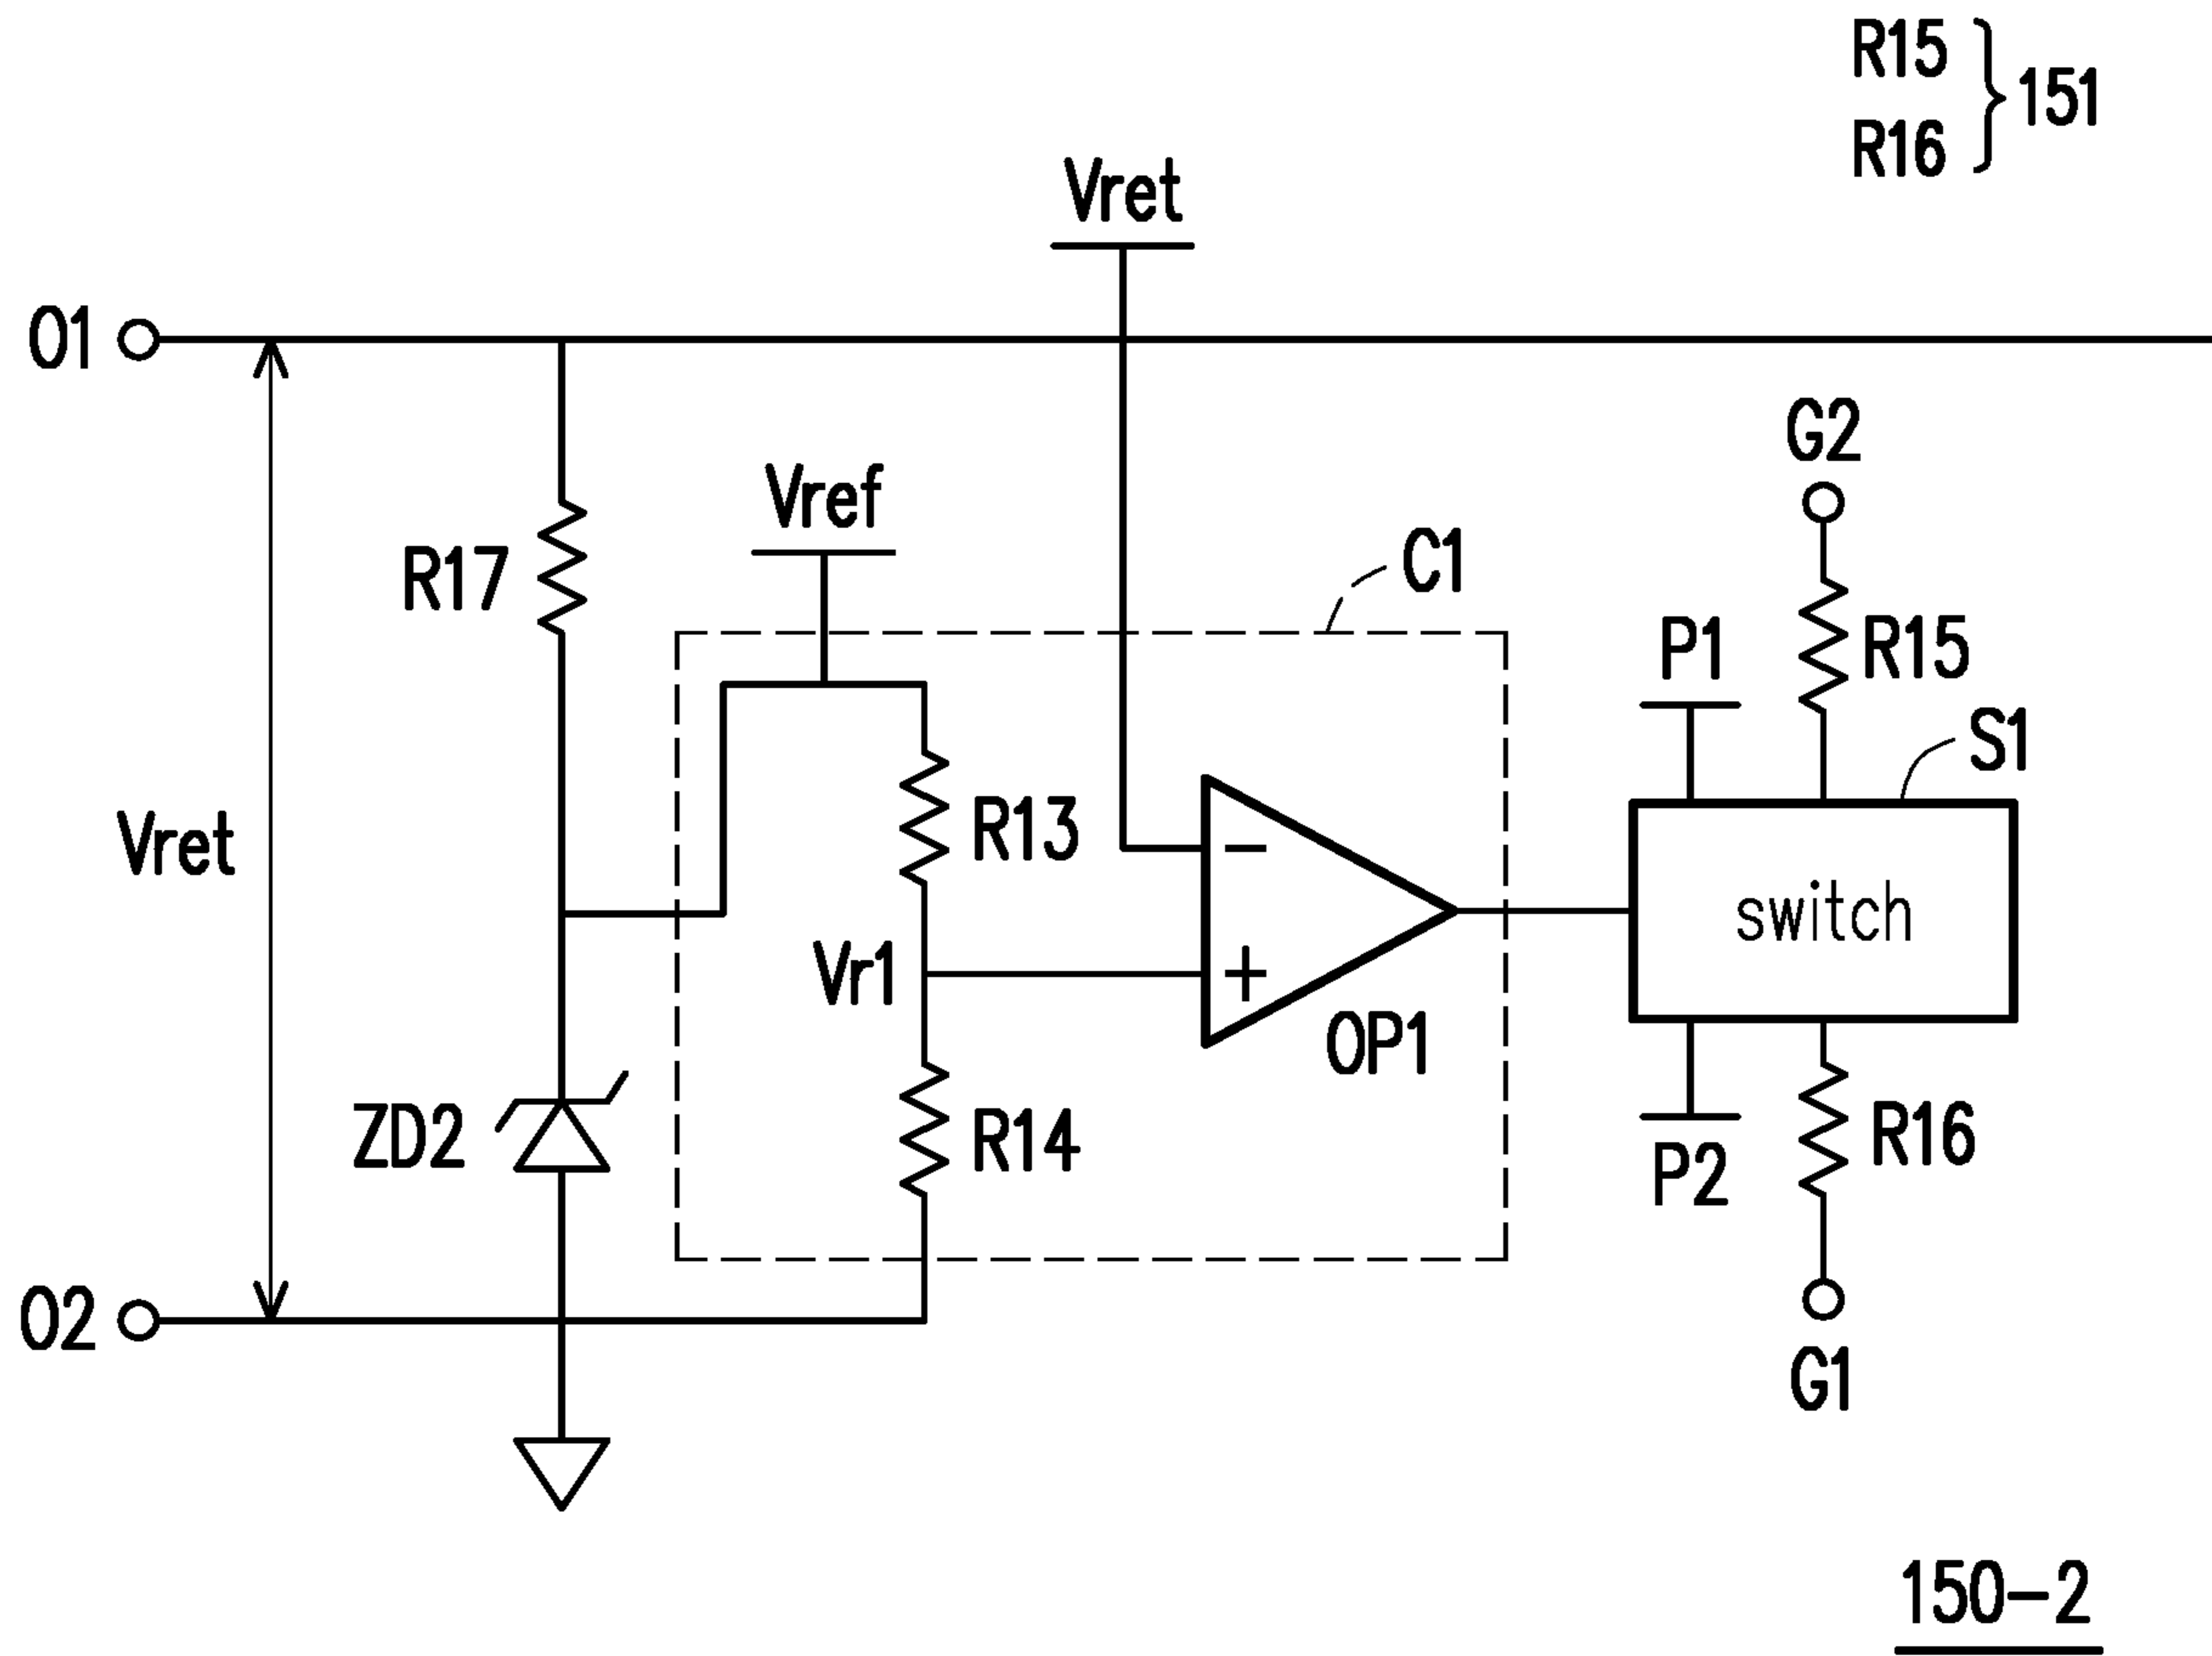 R15
R16
151
Vret
O1
G2
Vref
C1
R17
P1
R15
S1
Vret
R13
−
switch
Vr1
+
OP1
ZD2
R14
R16
P2
O2
G1
150-2